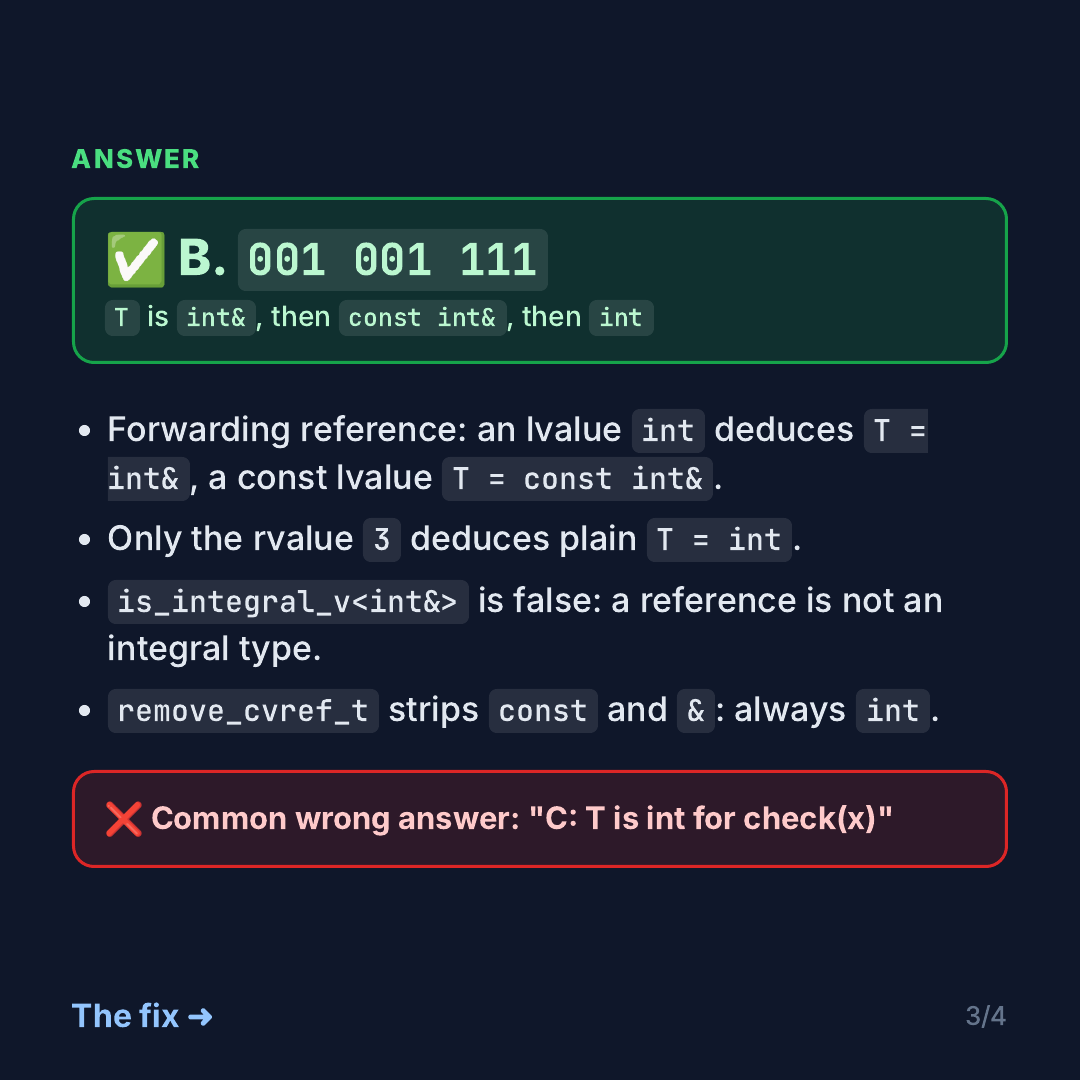 ANSWER
✅ B. 001 001 111
T is int&, then const int&, then int
• Forwarding reference: an lvalue int deduces T =
int&, a const lvalue T = const int&.
• Only the rvalue 3 deduces plain T = int.
• is_integral_v<int&> is false: a reference is not an
integral type.
• remove_cvref_t strips const and &: always int.
❌ Common wrong answer: "C: T is int for check(x)"
The fix ➜
3/4